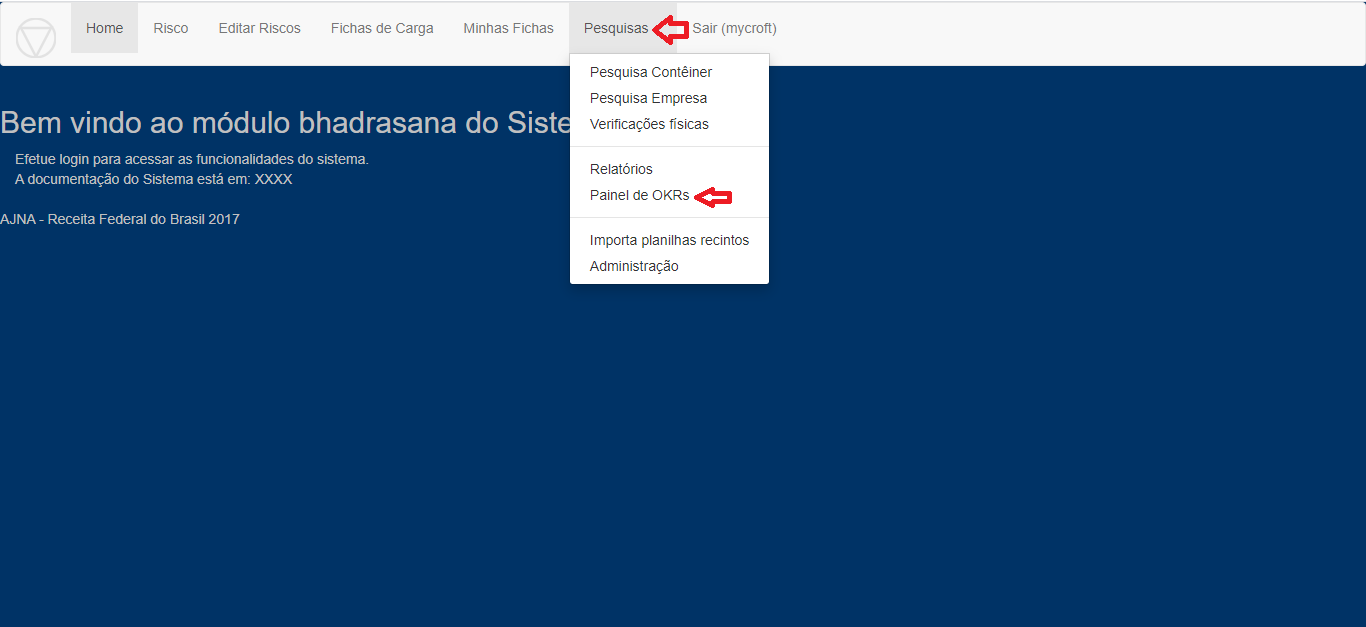 Home Risco Editar Riscos Fichas de Carga Minhas Fichas Pesquisas Sair (mycroft)
Pesquisa Contêiner
Pesquisa Empresa
Verificações físicas
Relatórios
Painel de OKRs
Importa planilhas recintos
Administração
Bem vindo ao módulo bhadrasana do Siste
Efetue login para acessar as funcionalidades do sistema.
A documentação do Sistema está em: XXXX
AJNA - Receita Federal do Brasil 2017